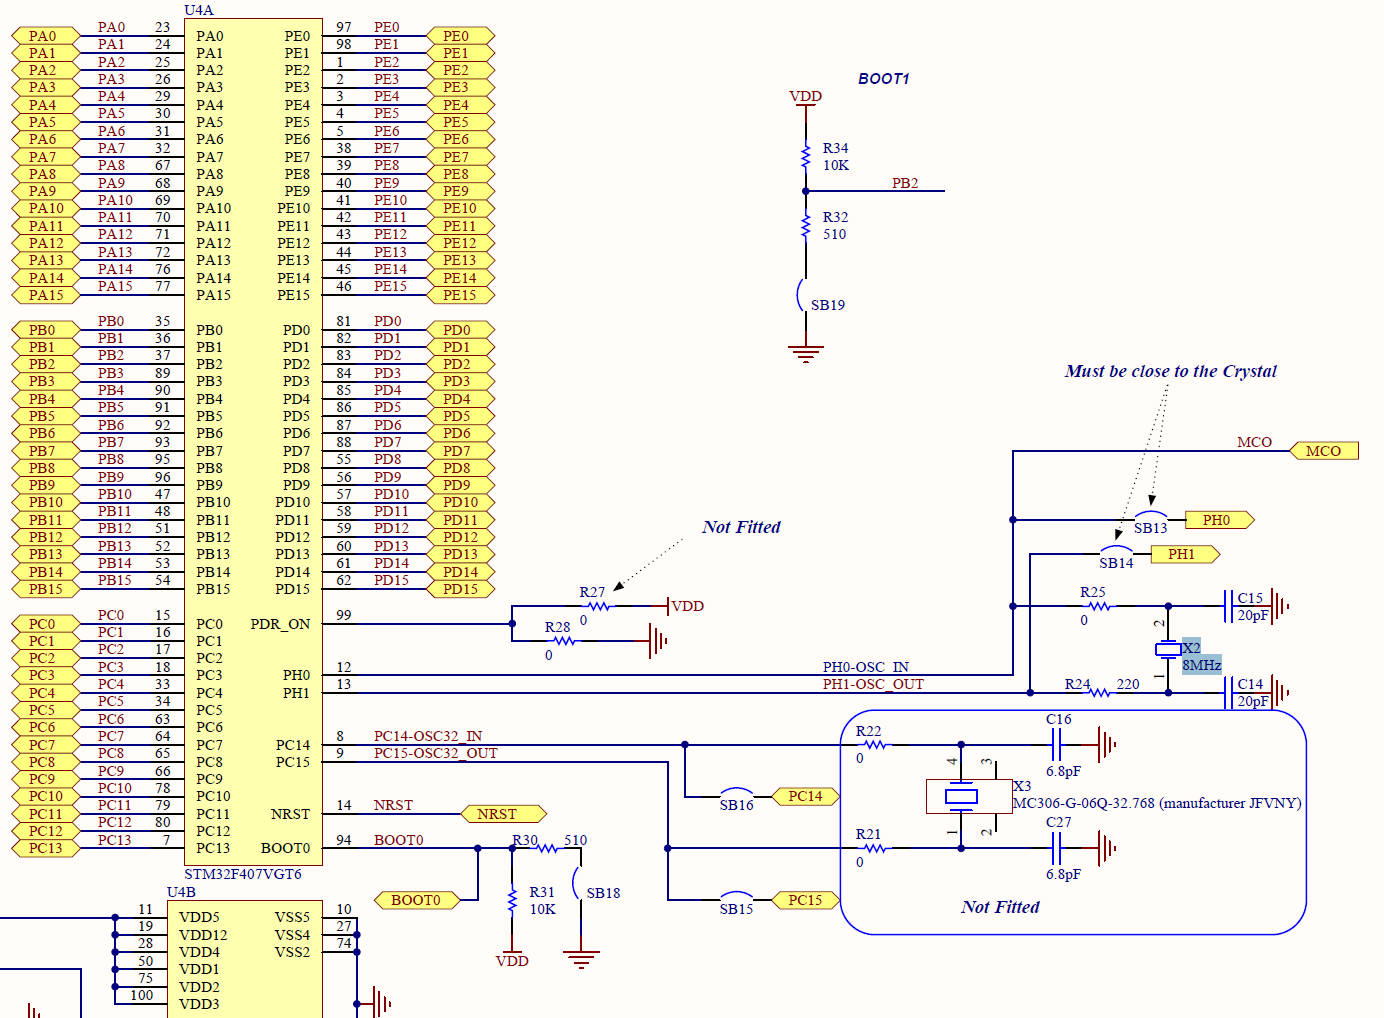 U4A
PA0 PA0 23 PA0 PE0 97 PE0 PE0
PA1 PA1 24 PA1 PE1 98 PE1 PE1
PA2 PA2 25 PA2 PE2 1 PE2 PE2
PA3 PA3 26 PA3 PE3 2 PE3 PE3
PA4 PA4 29 PA4 PE4 3 PE4 PE4
PA5 PA5 30 PA5 PE5 4 PE5 PE5
PA6 PA6 31 PA6 PE6 5 PE6 PE6
PA7 PA7 32 PA7 PE7 38 PE7 PE7
PA8 PA8 67 PA8 PE8 39 PE8 PE8
PA9 PA9 68 PA9 PE9 40 PE9 PE9
PA10 PA10 69 PA10 PE10 41 PE10 PE10
PA11 PA11 70 PA11 PE11 42 PE11 PE11
PA12 PA12 71 PA12 PE12 43 PE12 PE12
PA13 PA13 72 PA13 PE13 44 PE13 PE13
PA14 PA14 76 PA14 PE14 45 PE14 PE14
PA15 PA15 77 PA15 PE15 46 PE15 PE15
PB0 PB0 35 PB0 PD0 81 PD0 PD0
PB1 PB1 36 PB1 PD1 82 PD1 PD1
PB2 PB2 37 PB2 PD2 83 PD2 PD2
PB3 PB3 89 PB3 PD3 84 PD3 PD3
PB4 PB4 90 PB4 PD4 85 PD4 PD4
PB5 PB5 91 PB5 PD5 86 PD5 PD5
PB6 PB6 92 PB6 PD6 87 PD6 PD6
PB7 PB7 93 PB7 PD7 88 PD7 PD7
PB8 PB8 95 PB8 PD8 55 PD8 PD8
PB9 PB9 96 PB9 PD9 56 PD9 PD9
PB10 PB10 47 PB10 PD10 57 PD10 PD10
PB11 PB11 48 PB11 PD11 58 PD11 PD11
PB12 PB12 51 PB12 PD12 59 PD12 PD12
PB13 PB13 52 PB13 PD13 60 PD13 PD13
PB14 PB14 53 PB14 PD14 61 PD14 PD14
PB15 PB15 54 PB15 PD15 62 PD15 PD15
PC0 PC0 15 PC0 PDR_ON 99
PC1 PC1 16 PC1
PC2 PC2 17 PC2
PC3 PC3 18 PC3 PH0 12 PH0-OSC_IN
PC4 PC4 33 PC4 PH1 13 PH1-OSC_OUT
PC5 PC5 34 PC5
PC6 PC6 63 PC6
PC7 PC7 64 PC7 PC14 8 PC14-OSC32_IN
PC8 PC8 65 PC8 PC15 9 PC15-OSC32_OUT
PC9 PC9 66 PC9
PC10 PC10 78 PC10
PC11 PC11 79 PC11 NRST 14 NRST NRST
PC12 PC12 80 PC12
PC13 PC13 7 PC13 BOOT0 94 BOOT0
STM32F407VGT6
BOOT1
VDD
R34
10K
PB2
R32
510
SB19
Must be close to the Crystal
MCO MCO
SB13 PH0
SB14 PH1
Not Fitted
R27
0
VDD
R28
0
R25
0
C15
20pF
2
X2
8MHz
1
R24 220
C14
20pF
R22
0
C16
6.8pF
4 3
X3
MC306-G-06Q-32.768 (manufacturer JFVNY)
1 2
R21
0
C27
6.8pF
Not Fitted
SB16 PC14
SB15 PC15
R30 510
BOOT0
R31
10K
VDD
SB18
U4B
11 VDD5 VSS5 10
19 VDD12 VSS4 27
28 VDD4 VSS2 74
50 VDD1
75 VDD2
100 VDD3